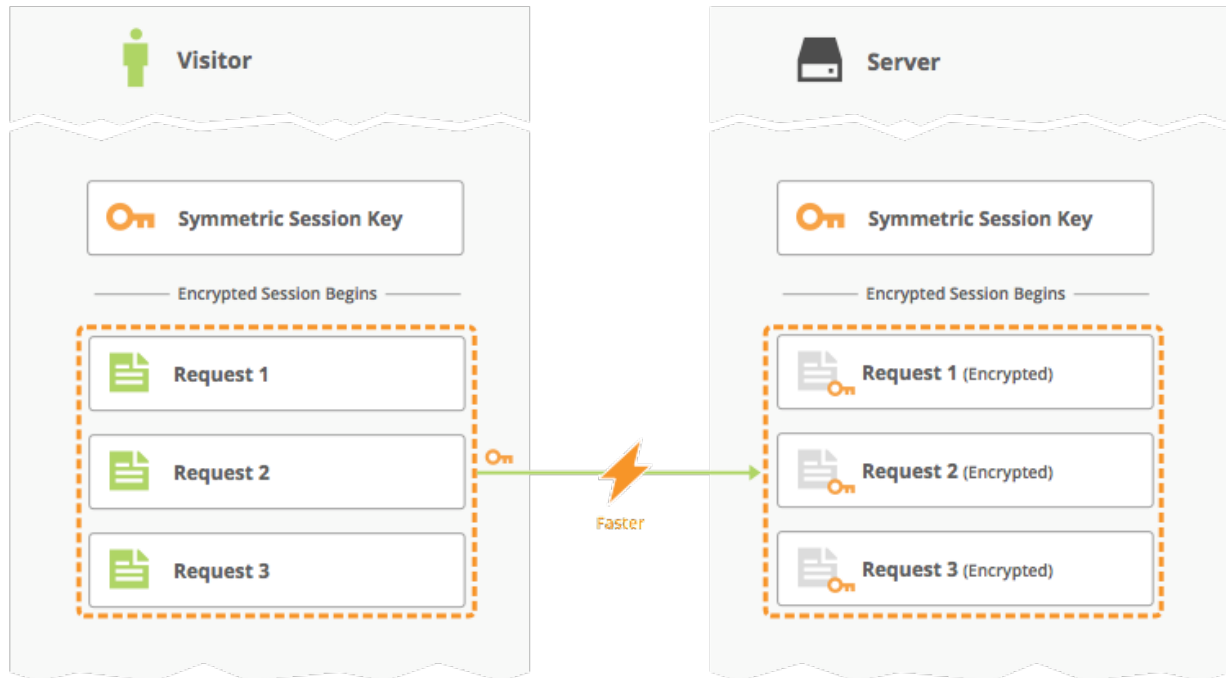 Visitor
Server
Symmetric Session Key
Symmetric Session Key
Encrypted Session Begins
Encrypted Session Begins
Request 1
Request 1 (Encrypted)
Request 2
Request 2 (Encrypted)
Faster
Request 3
Request 3 (Encrypted)